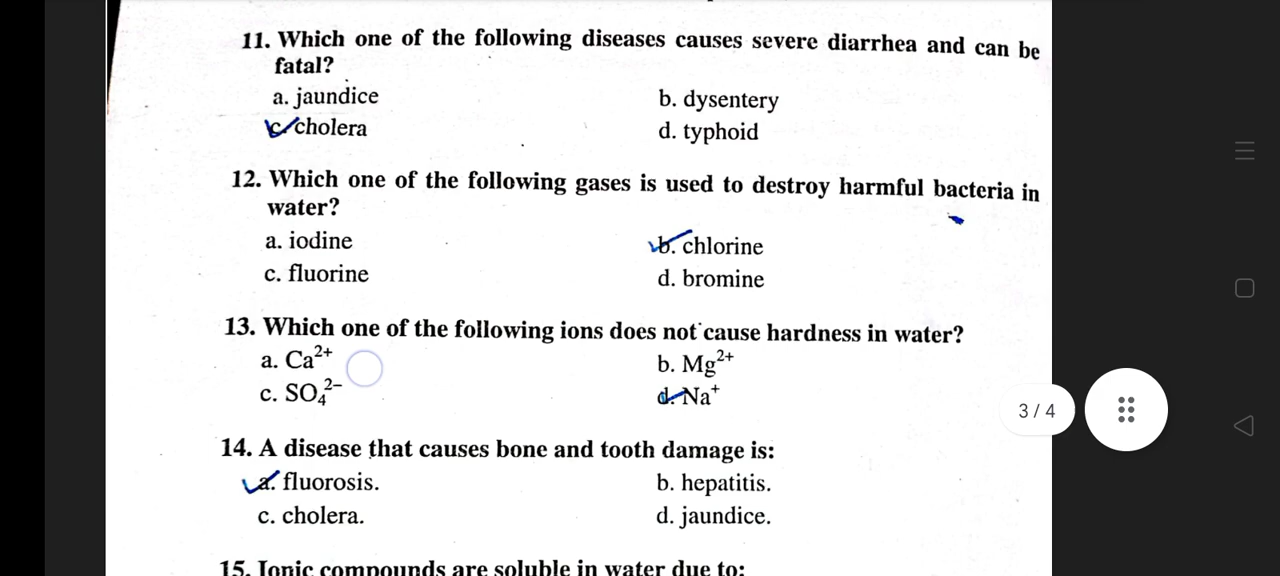 11. Which one of the following diseases causes severe diarrhea and can be
fatal?
a. jaundice
b. dysentery
c. cholera
d. typhoid
12. Which one of the following gases is used to destroy harmful bacteria in
water?
a. iodine
b. chlorine
c. fluorine
d. bromine
13. Which one of the following ions does not cause hardness in water?
a. Ca²⁺
b. Mg²⁺
c. SO₄²⁻
d. Na⁺
3 / 4
14. A disease that causes bone and tooth damage is:
a. fluorosis.
b. hepatitis.
c. cholera.
d. jaundice.
15. Ionic compounds are soluble in water due to: